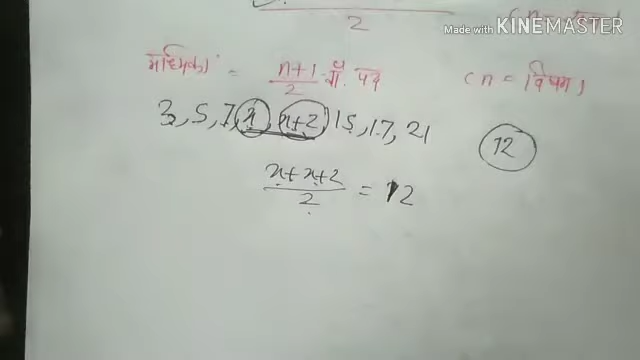 2
Made with KINEMASTER
माध्यिका = n+1/2 वाँ पद (n = विषम)
3, 5, 7, x, x+2, 15, 17, 21
12
x+x+2/2 = 12